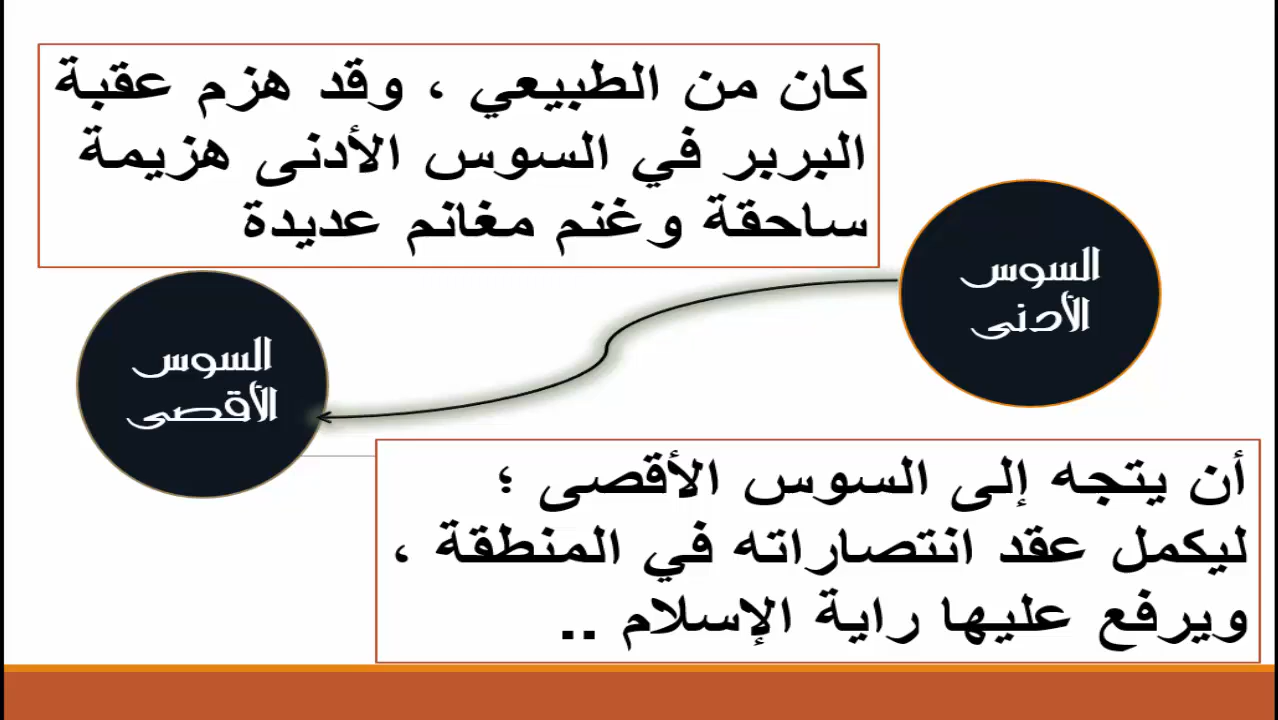 كان من الطبيعي ، وقد هزم عقبة
البربر في السوس الأدنى هزيمة
ساحقة وغنم مغانم عديدة
السوس
الأدنى
السوس
الأقصى
أن يتجه إلى السوس الأقصى ؛
ليكمل عقد انتصاراته في المنطقة ،
ويرفع عليها راية الإسلام ..